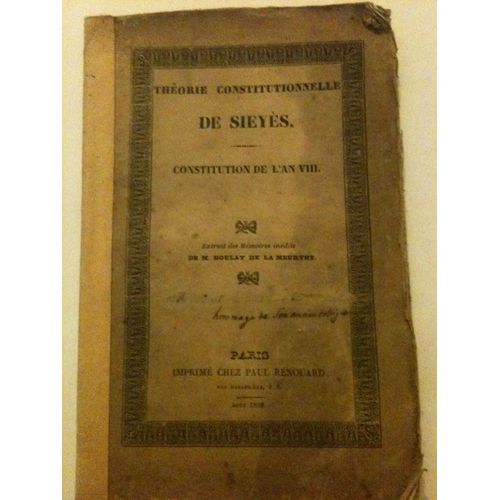 THÉORIE CONSTITUTIONNELLE
DE SIEYÈS.
CONSTITUTION DE L'AN VIII.
Extrait des Mémoires inédits
DE M. BOULAY DE LA MEURTHE.
hommage de son
PARIS
IMPRIMÉ CHEZ PAUL RENOUARD,